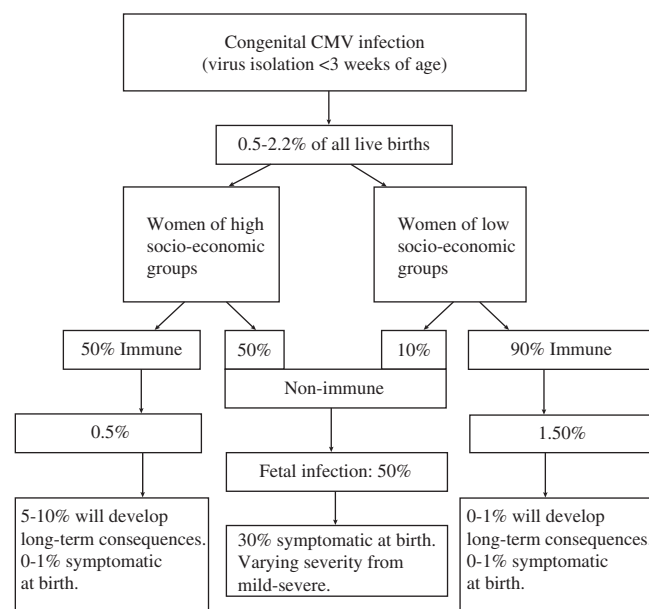 Congenital CMV infection
(virus isolation <3 weeks of age)
0.5-2.2% of all live births
Women of high
socio-economic
groups
Women of low
socio-economic
groups
50% Immune
50%
10%
90% Immune
Non-immune
0.5%
1.50%
Fetal infection: 50%
5-10% will develop
long-term consequences.
0-1% symptomatic
at birth.
30% symptomatic at birth.
Varying severity from
mild-severe.
0-1% will develop
long-term consequences
0-1% symptomatic
at birth.